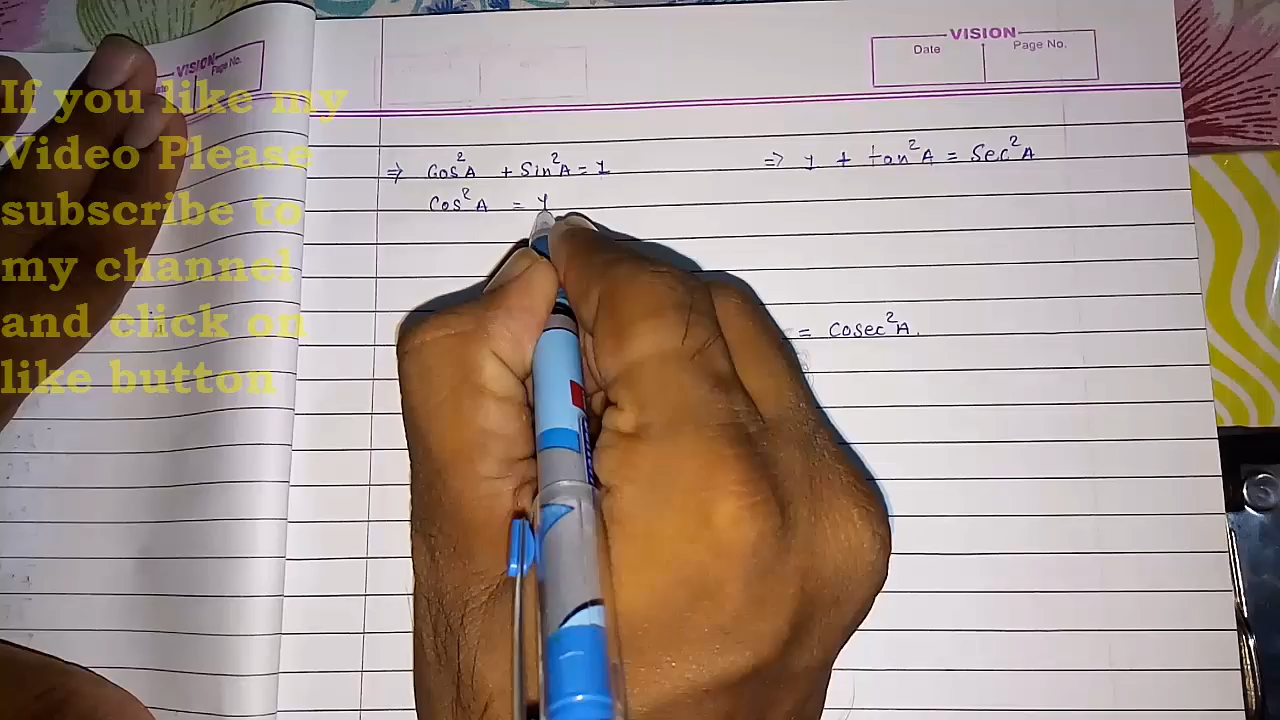 VISION
Date
Page No.
VISION
Page No.
If you like my
Video Please
subscribe to
my channel
and click on
like button
⇒ Cos²A + Sin²A = 1
Cos²A = 1
⇒ 1 + tan²A = Sec²A
= Cosec²A.